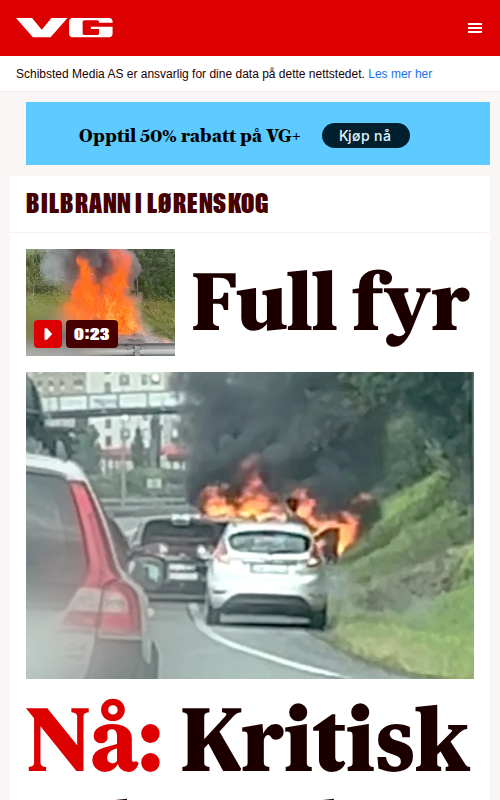 VG
Schibsted Media AS er ansvarlig for dine data på dette nettstedet. Les mer her
Opptil 50% rabatt på VG+
Kjøp nå
BILBRANN I LØRENSKOG
0:23
Full fyr
Nå: Kritisk